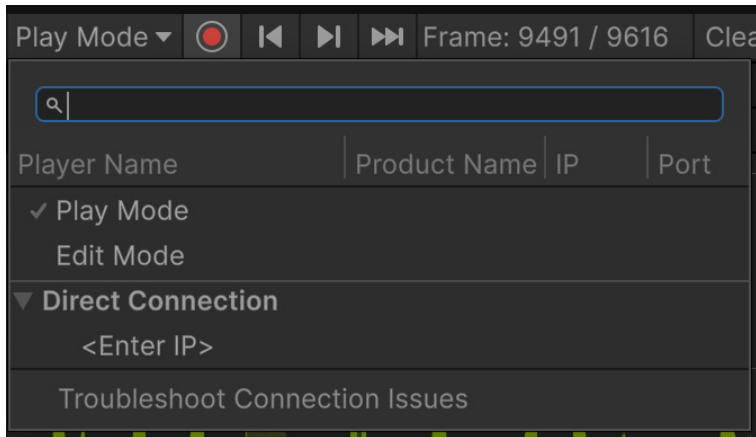 Play Mode Frame: 9491 / 9616 Clea
Player Name Product Name IP Port
Play Mode
Edit Mode
Direct Connection
<Enter IP>
Troubleshoot Connection Issues